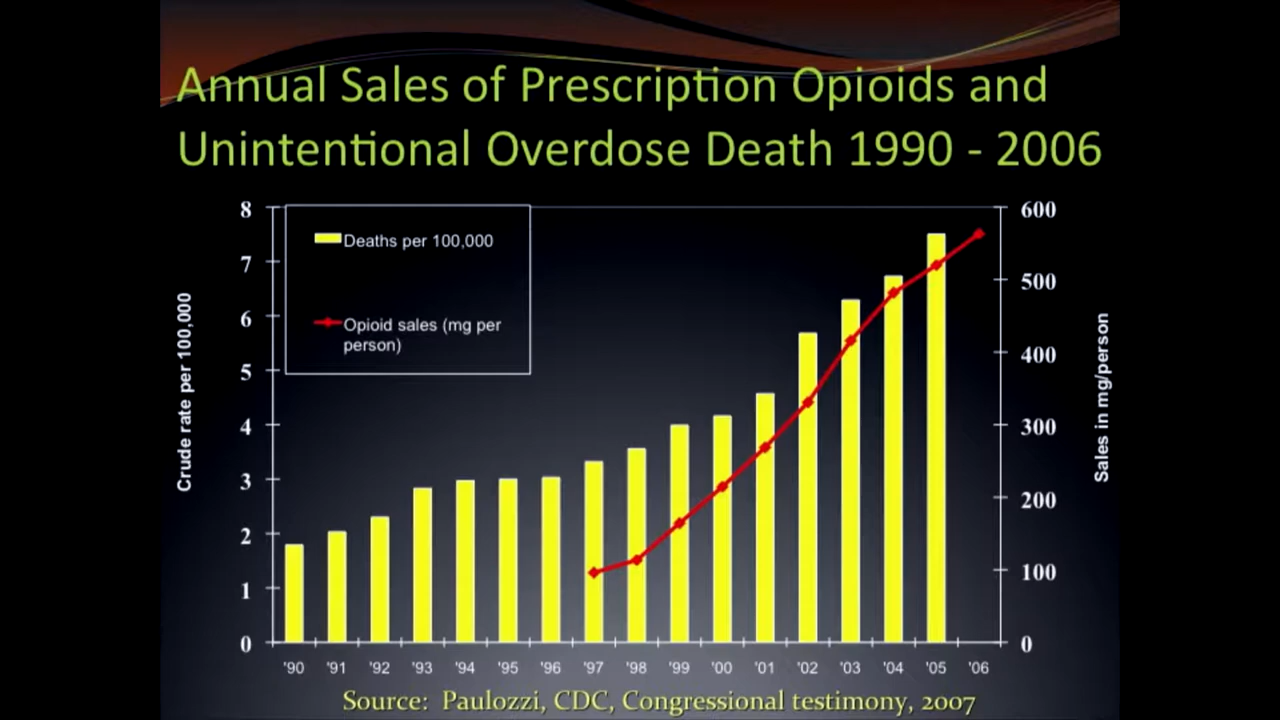 Annual Sales of Prescription Opioids and
Unintentional Overdose Death 1990 - 2006
8
7
6
5
4
3
2
1
0
Crude rate per 100,000
Deaths per 100,000
Opioid sales (mg per
person)
600
500
400
300
200
100
0
Sales in mg/person
'90 '91 '92 '93 '94 '95 '96 '97 '98 '99 '00 '01 '02 '03 '04 '05 '06
Source: Paulozzi, CDC, Congressional testimony, 2007